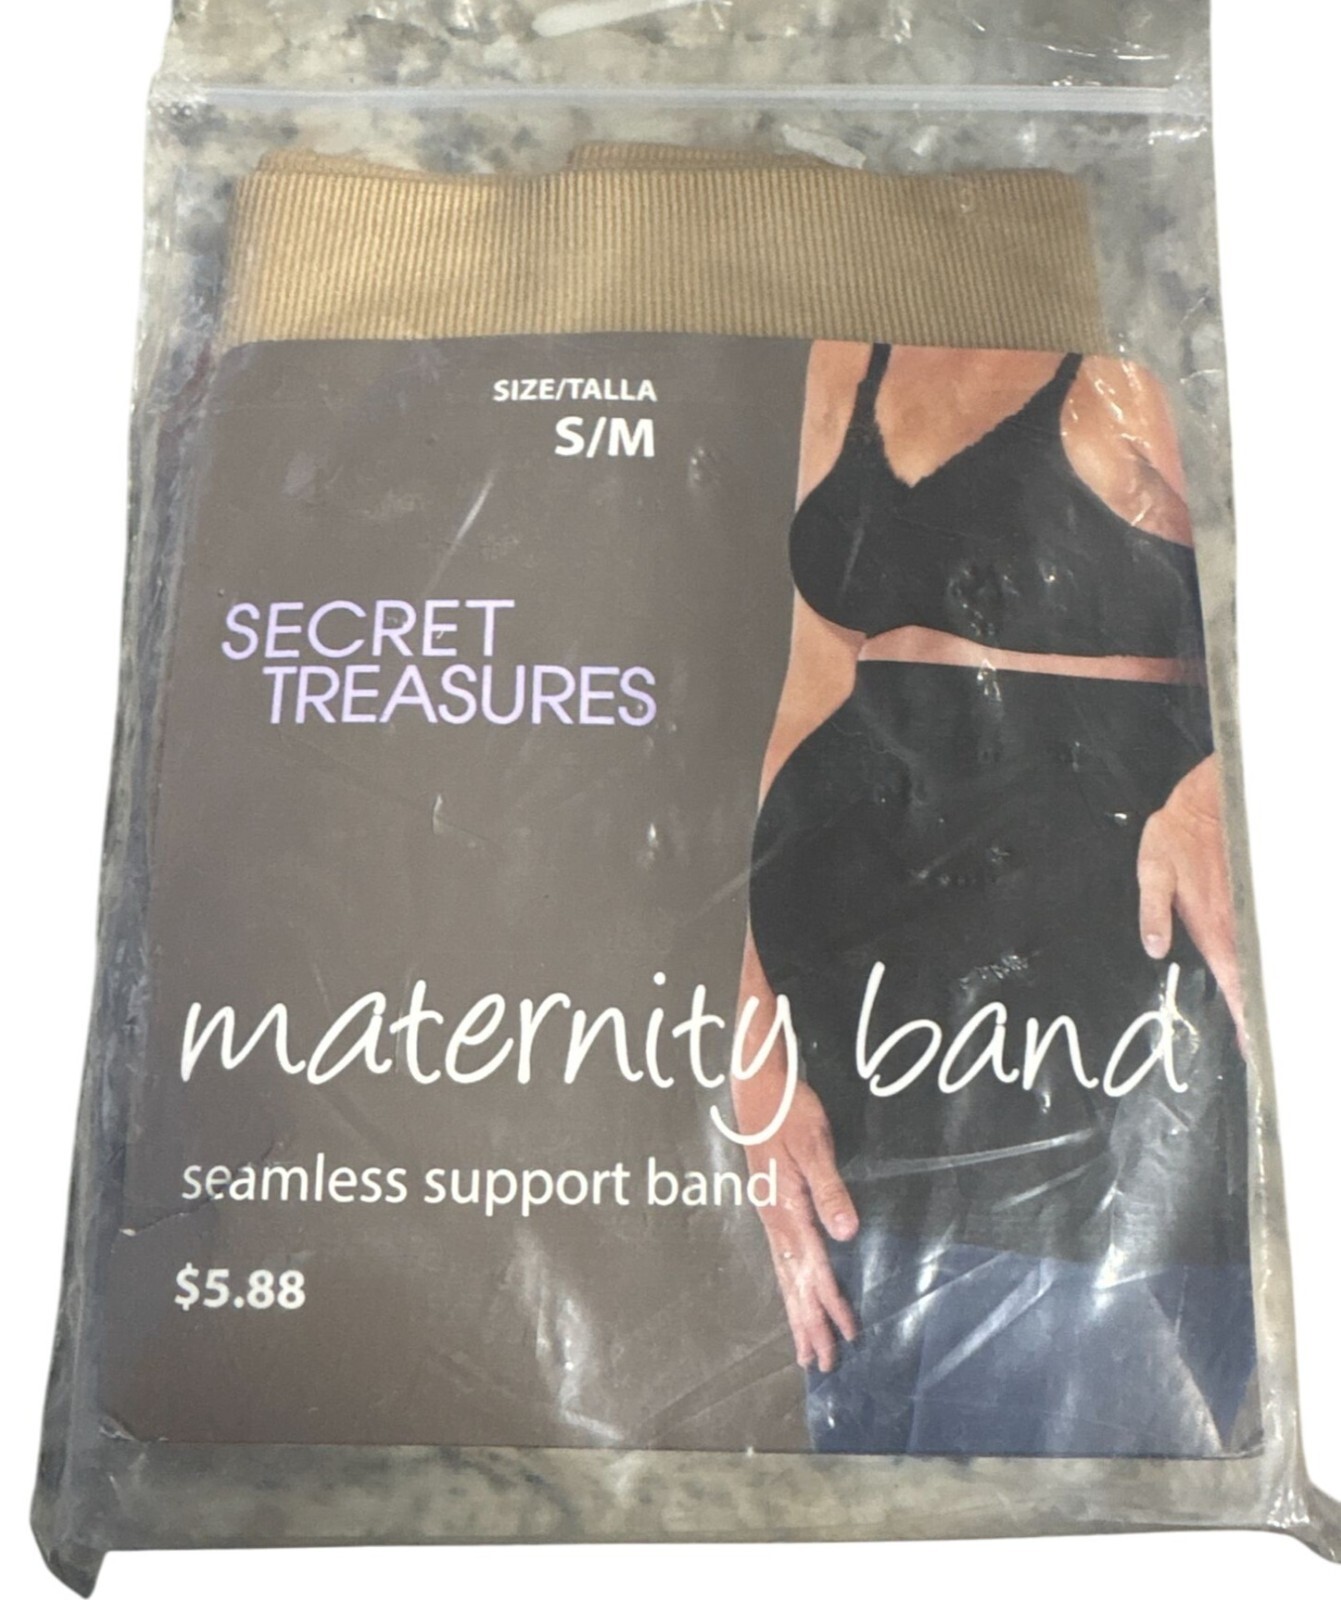 SIZE/TALLA
S/M
SECRET
TREASURES
maternity band
seamless support band
$5.88